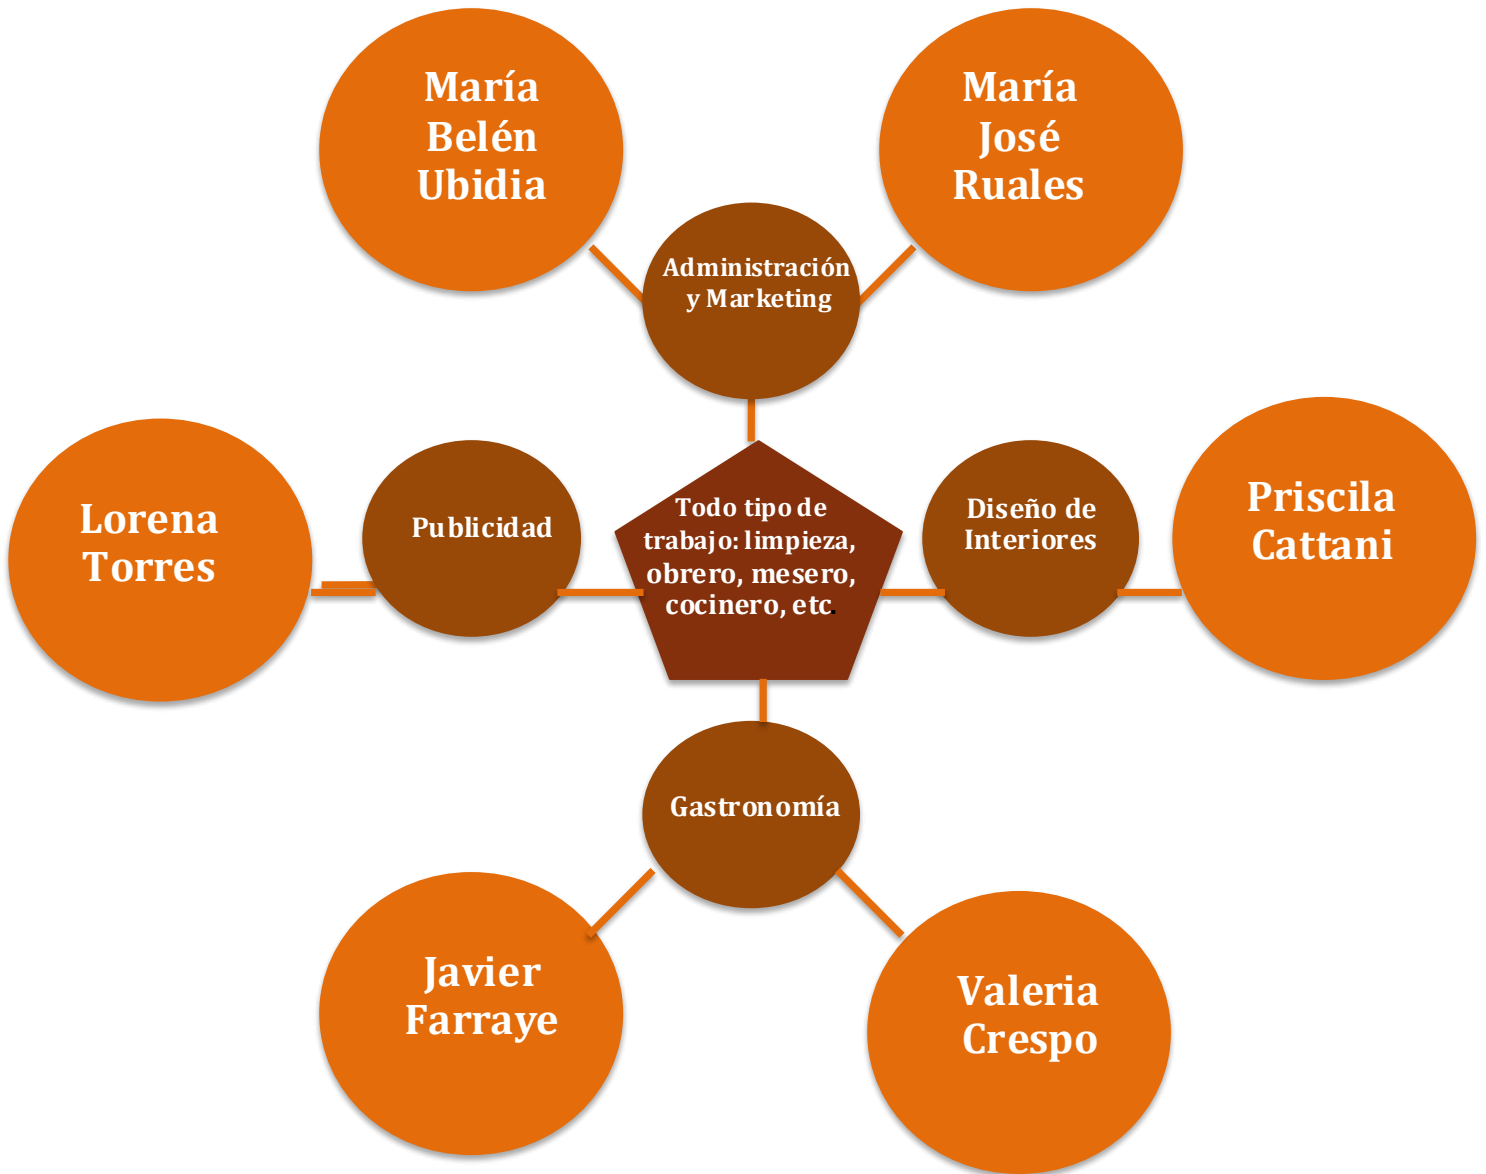 María
Belén
Ubidia
María
José
Ruales
Administración
y Marketing
Lorena
Torres
Publicidad
Todo tipo de
trabajo: limpieza,
obrero, mesero,
cocinero, etc.
Diseño de
Interiores
Priscila
Cattani
Gastronomía
Javier
Farraye
Valeria
Crespo